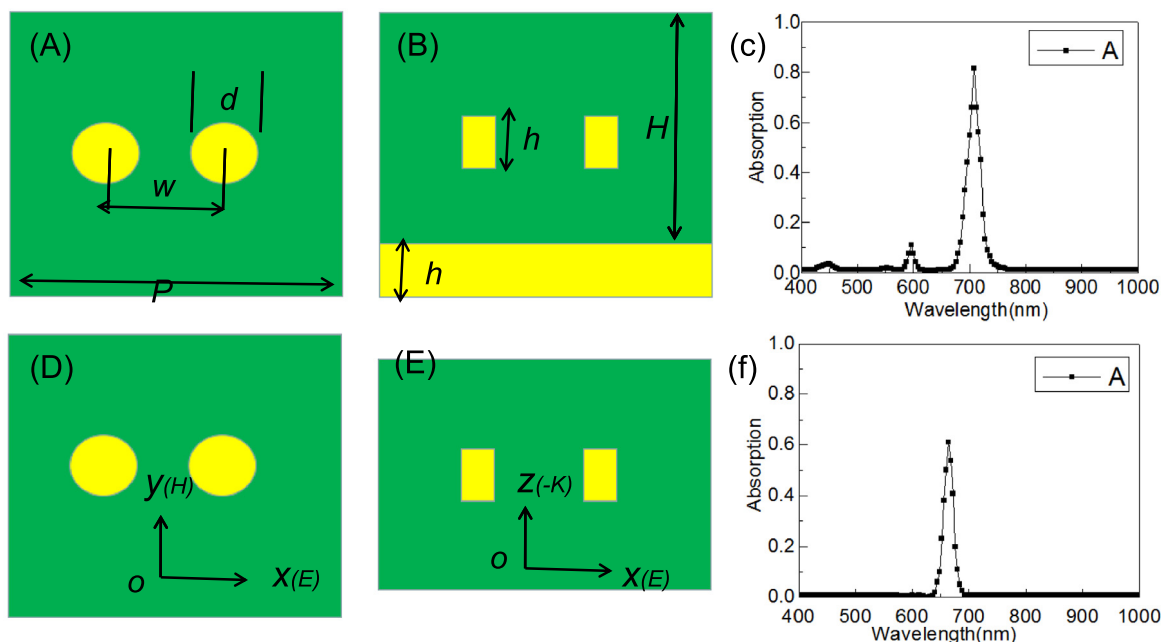 (A)
d
w
P
(B)
h
H
h
(c)
1.0
0.8
0.6
0.4
0.2
0.0
Absorption
A
400 500 600 700 800 900 1000
Wavelength(nm)
(D)
y(H)
o
x(E)
(E)
z(-K)
o
x(E)
(f)
1.0
0.8
0.6
0.4
0.2
0.0
Absorption
A
400 500 600 700 800 900 1000
Wavelength(nm)